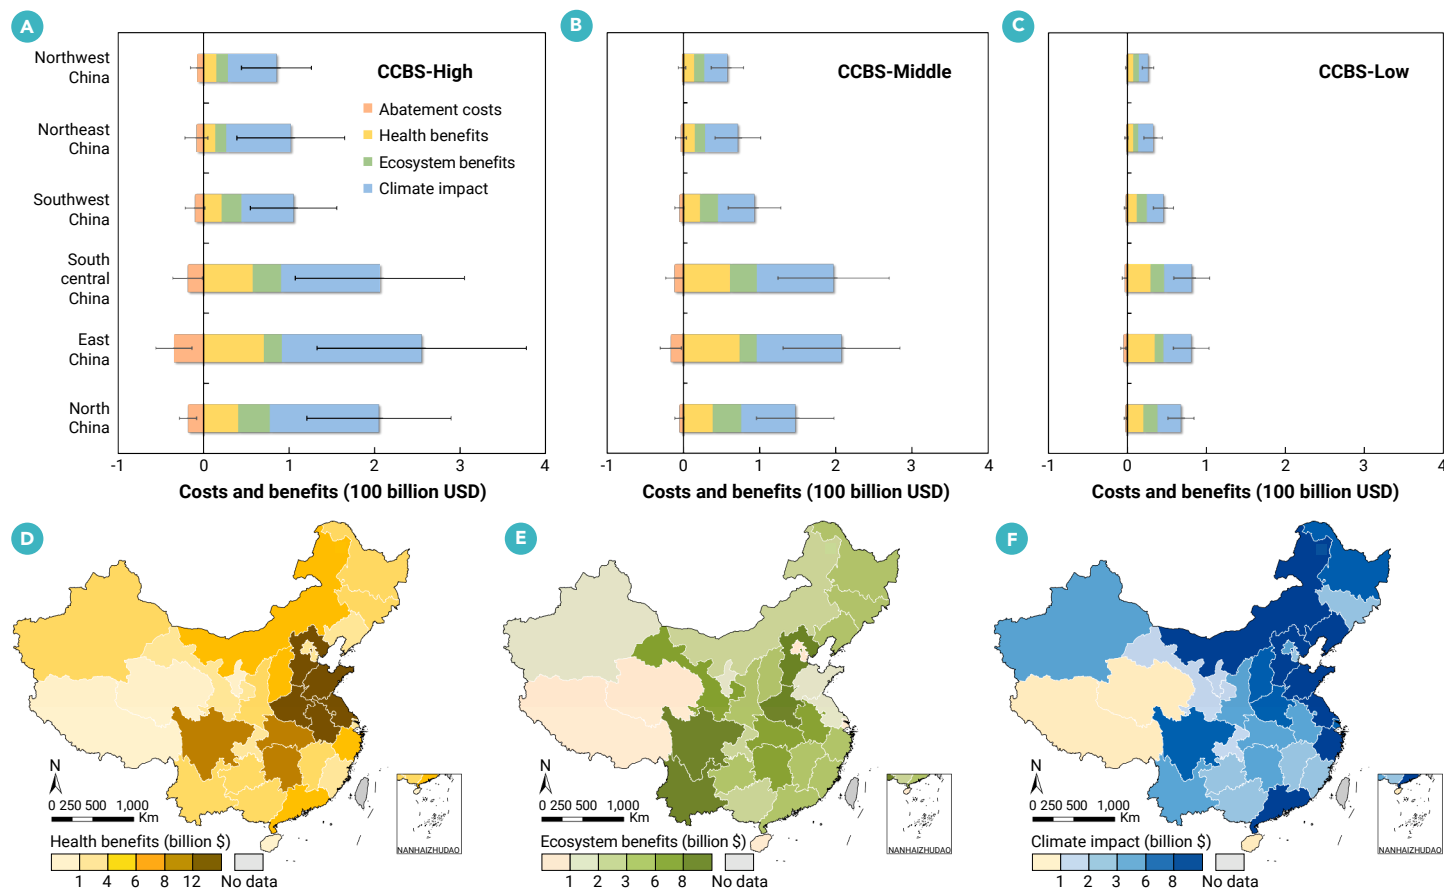 A
B
C
Northwest
China
Northeast
China
Southwest
China
South
central
China
East
China
North
China
CCBS-High
Abatement costs
Health benefits
Ecosystem benefits
Climate impact
CCBS-Middle
CCBS-Low
-1 0 1 2 3 4
-1 0 1 2 3 4
-1 0 1 2 3 4
Costs and benefits (100 billion USD)
Costs and benefits (100 billion USD)
Costs and benefits (100 billion USD)
D
E
F
N
0 250 500 1,000
Km
NANHAIZHUDAO
Health benefits (billion $)
1 4 6 8 12 No data
N
0 250 500 1,000
Km
NANHAIZHUDAO
Ecosystem benefits (billion $)
1 2 3 6 8 No data
N
0 250 500 1,000
Km
NANHAIZHUDAO
Climate impact (billion $)
1 2 3 6 8 No data